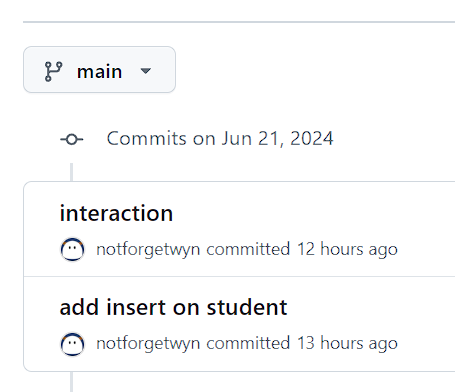 main
Commits on Jun 21, 2024
interaction
notforgetwyn committed 12 hours ago
add insert on student
notforgetwyn committed 13 hours ago